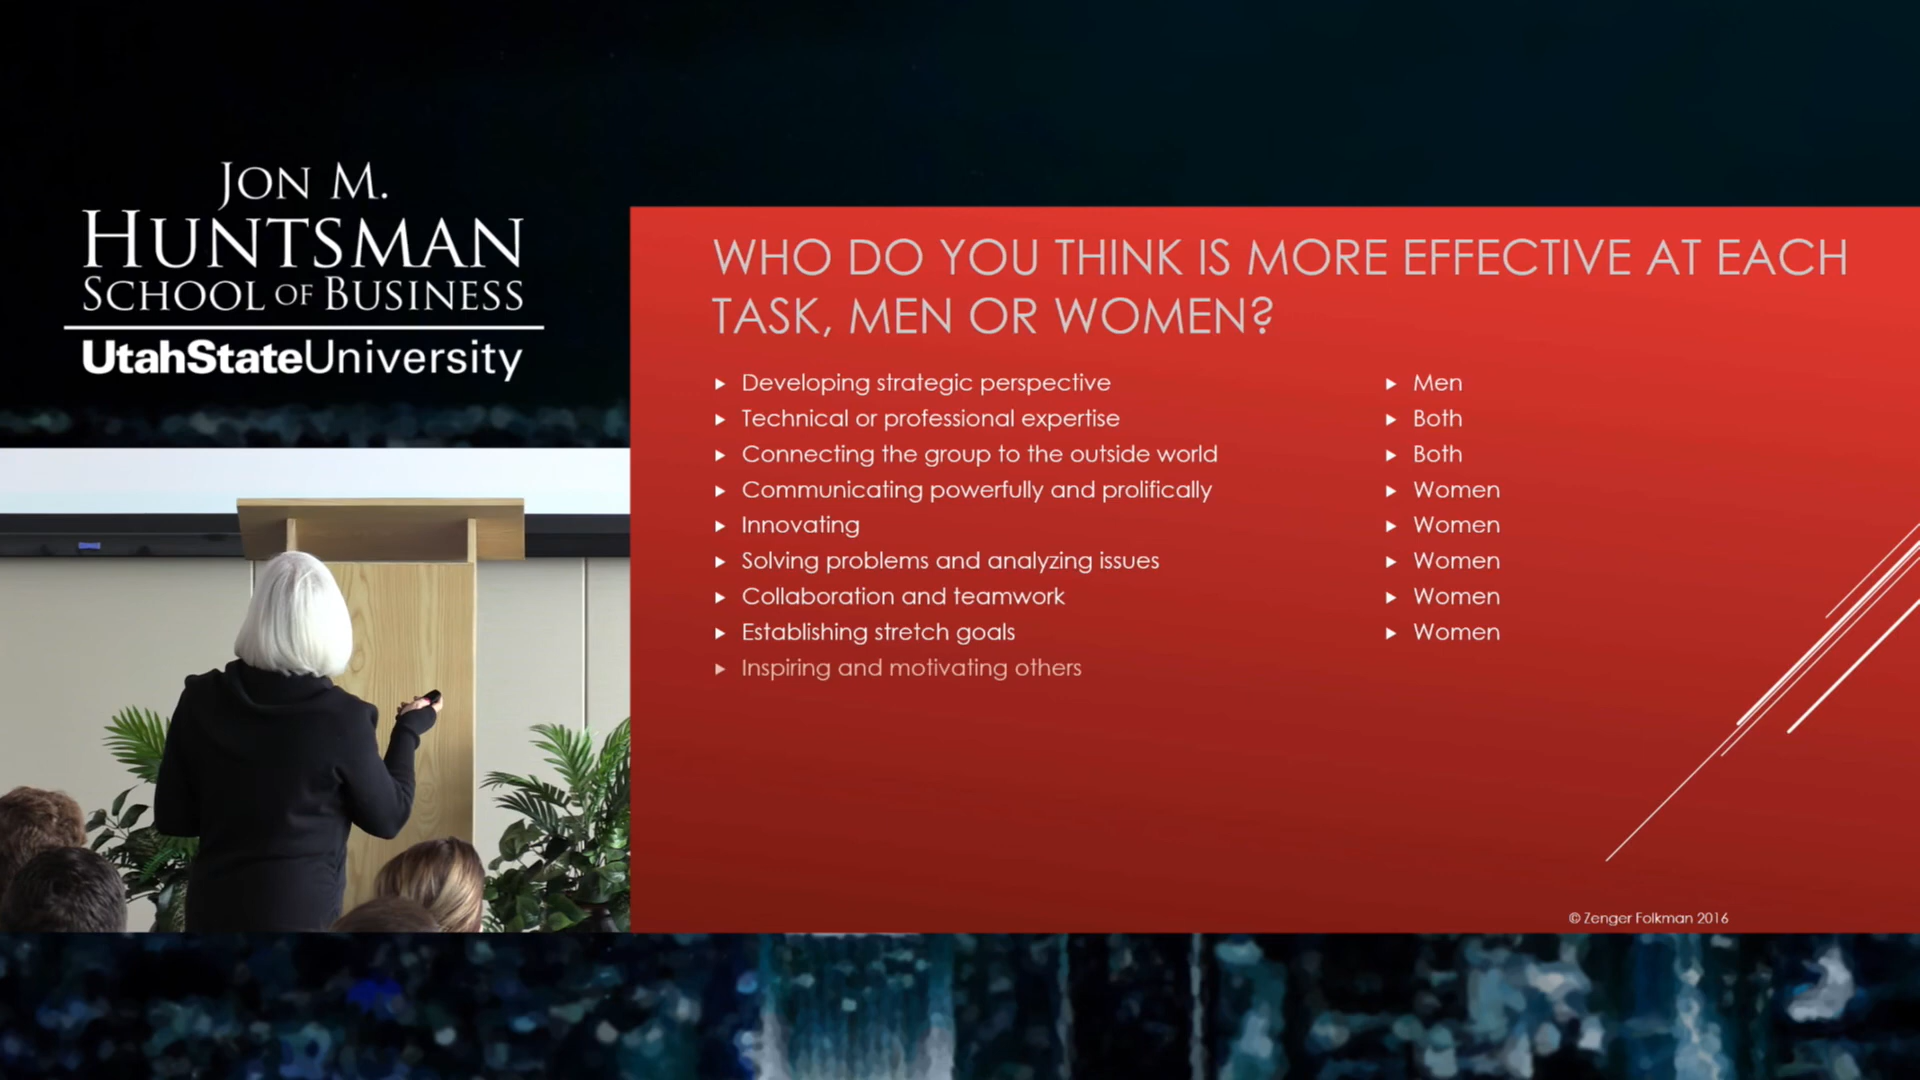 JON M.
HUNTSMAN
SCHOOL OF BUSINESS
UtahStateUniversity
WHO DO YOU THINK IS MORE EFFECTIVE AT EACH
TASK, MEN OR WOMEN?
Developing strategic perspective
Technical or professional expertise
Connecting the group to the outside world
Communicating powerfully and prolifically
Innovating
Solving problems and analyzing issues
Collaboration and teamwork
Establishing stretch goals
Inspiring and motivating others
Men
Both
Both
Women
Women
Women
Women
Women
© Zenger Folkman 2016